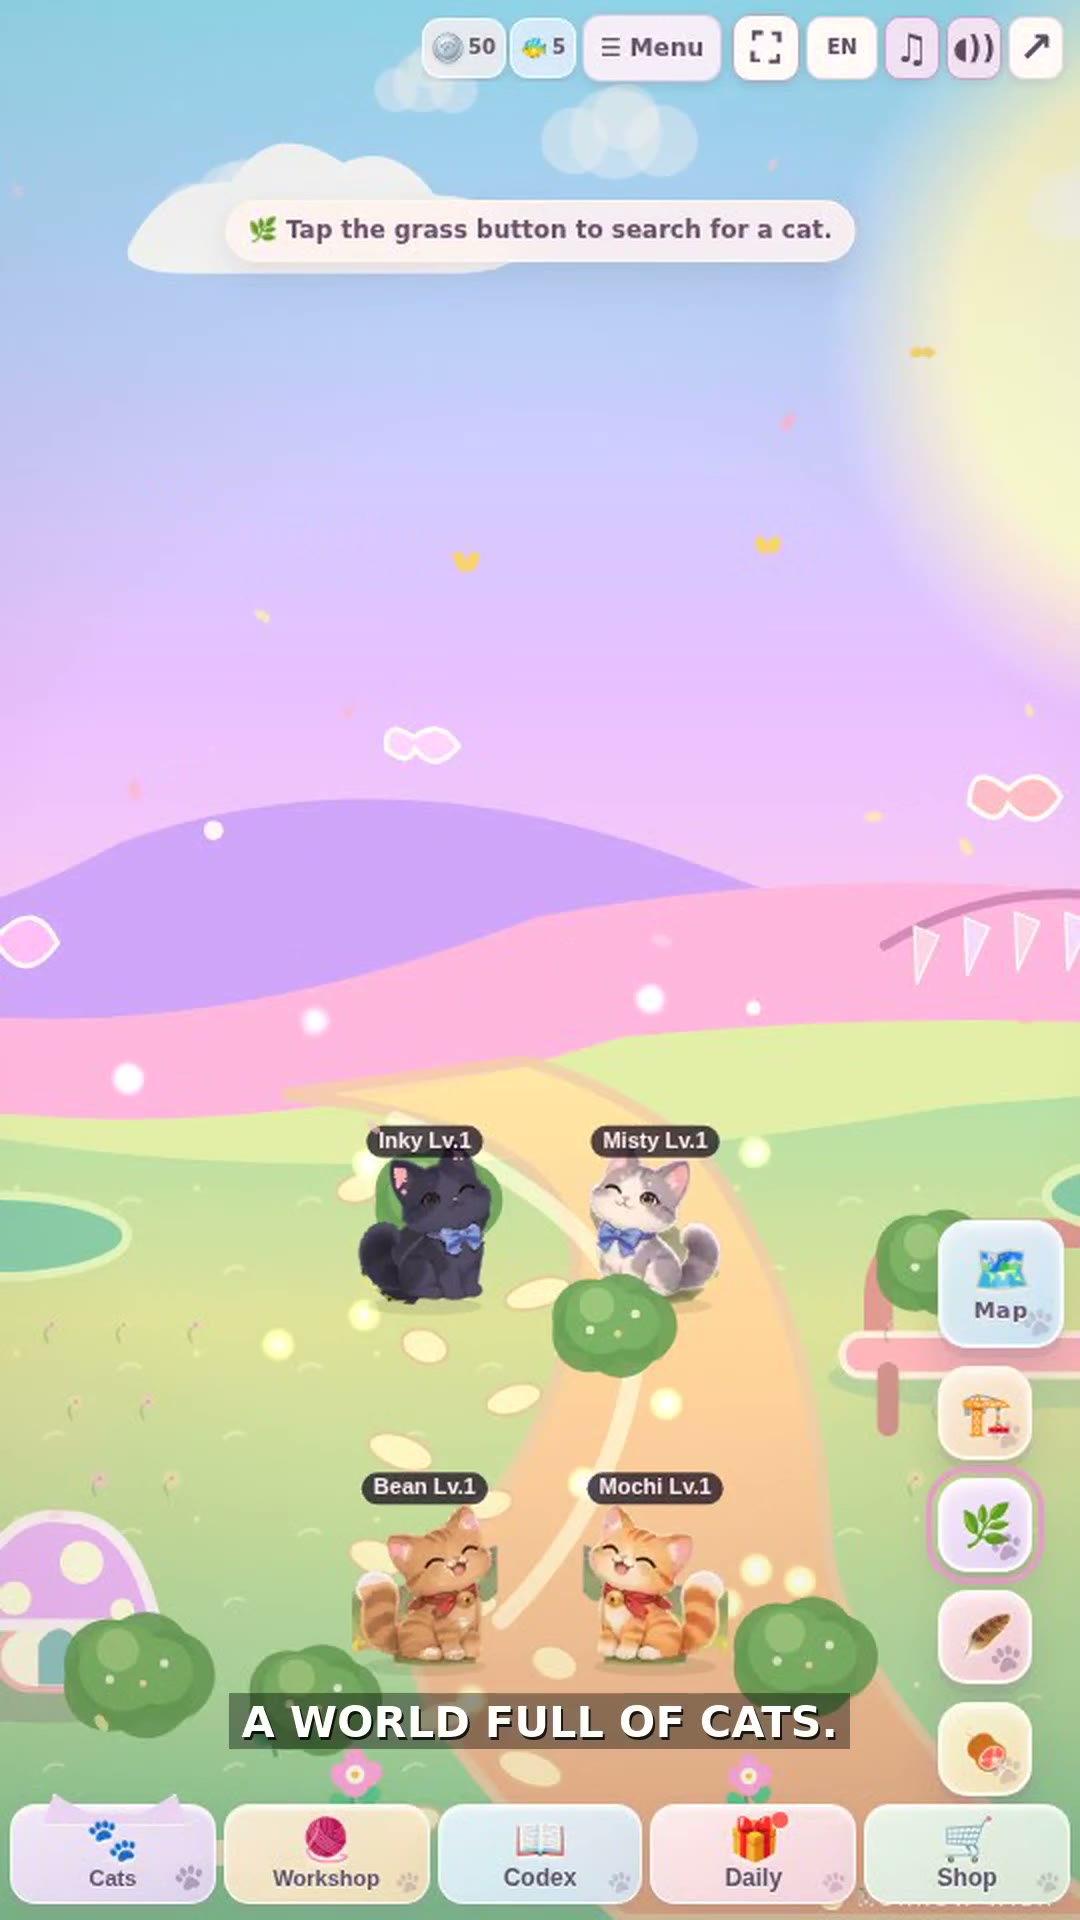 50
5
☰ Menu
EN
Tap the grass button to search for a cat.
Inky Lv.1
Misty Lv.1
Map
Bean Lv.1
Mochi Lv.1
A WORLD FULL OF CATS.
Cats
Workshop
Codex
Daily
Shop